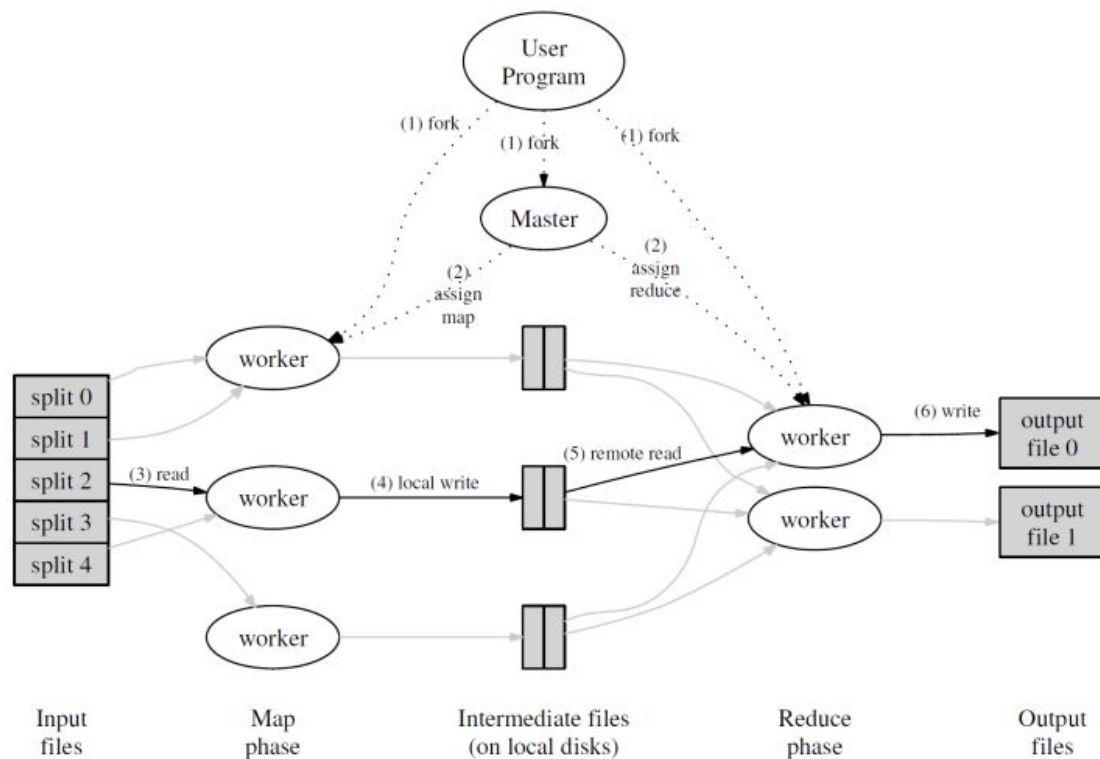 User
Program
(1) fork
(1) fork
(1) fork
Master
(2)
assign
map
(2)
assign
reduce
worker
split 0
split 1
split 2
split 3
split 4
(3) read
worker
(4) local write
(5) remote read
worker
(6) write
output
file 0
worker
output
file 1
worker
Input
files
Map
phase
Intermediate files
(on local disks)
Reduce
phase
Output
files